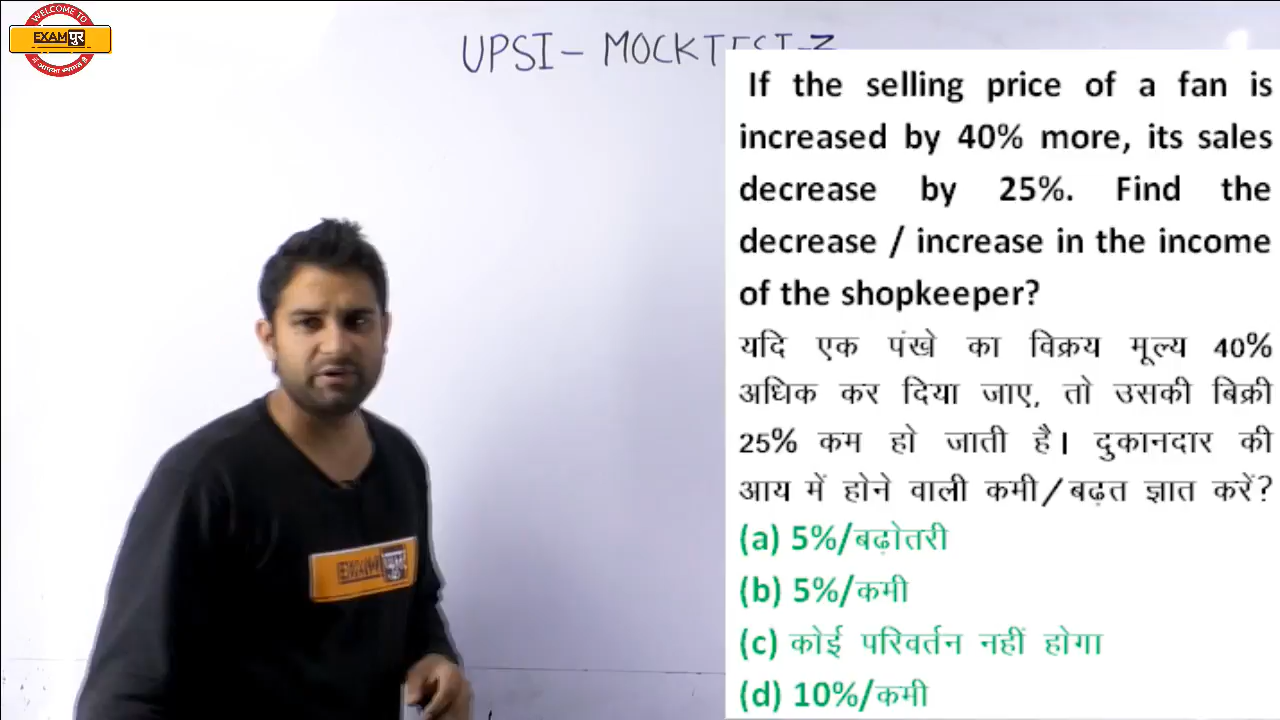 WELCOME TO
EXAMपुर
UPSI- MOCKTEST-3
If the selling price of a fan is
increased by 40% more, its sales
decrease by 25%. Find the
decrease / increase in the income
of the shopkeeper?
यदि एक पंखे का विक्रय मूल्य 40%
अधिक कर दिया जाए, तो उसकी बिक्री
25% कम हो जाती है। दुकानदार की
आय में होने वाली कमी/बढ़त ज्ञात करें?
(a) 5%/बढ़ोतरी
(b) 5%/कमी
(c) कोई परिवर्तन नहीं होगा
(d) 10%/कमी
EXAMपुर